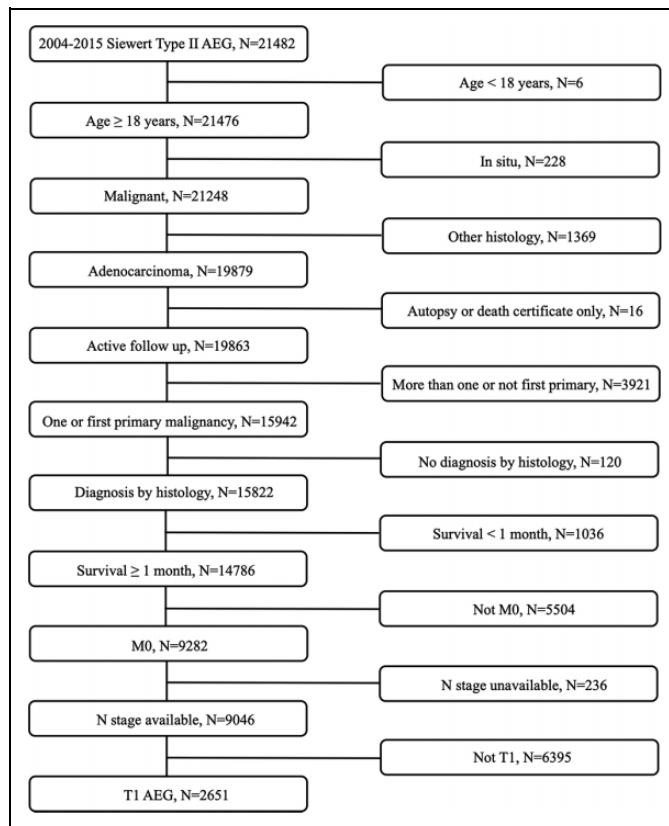 2004-2015 Siewert Type II AEG, N=21482
Age < 18 years, N=6
Age ≥ 18 years, N=21476
In situ, N=228
Malignant, N=21248
Other histology, N=1369
Adenocarcinoma, N=19879
Autopsy or death certificate only, N=16
Active follow up, N=19863
More than one or not first primary, N=3921
One or first primary malignancy, N=15942
No diagnosis by histology, N=120
Diagnosis by histology, N=15822
Survival < 1 month, N=1036
Survival ≥ 1 month, N=14786
Not M0, N=5504
M0, N=9282
N stage unavailable, N=236
N stage available, N=9046
Not T1, N=6395
T1 AEG, N=2651